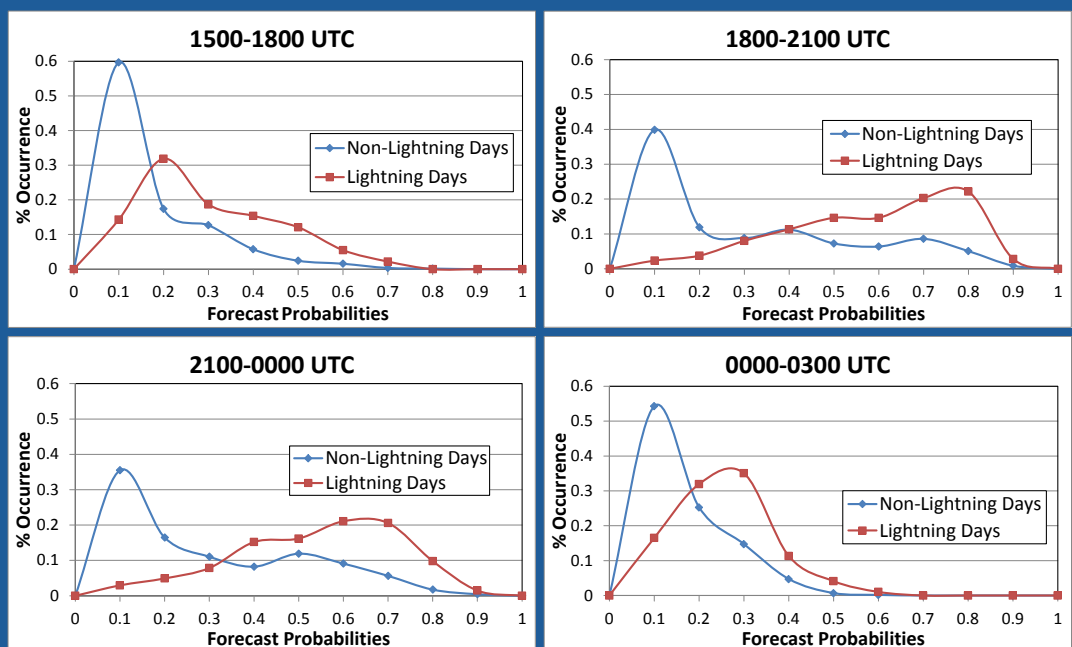 1500-1800 UTC
% Occurrence
0.6
0.5
0.4
0.3
0.2
0.1
0
Non-Lightning Days
Lightning Days
0 0.1 0.2 0.3 0.4 0.5 0.6 0.7 0.8 0.9 1
Forecast Probabilities
1800-2100 UTC
% Occurrence
0.6
0.5
0.4
0.3
0.2
0.1
0
Non-Lightning Days
Lightning Days
0 0.1 0.2 0.3 0.4 0.5 0.6 0.7 0.8 0.9 1
Forecast Probabilities
2100-0000 UTC
% Occurrence
0.6
0.5
0.4
0.3
0.2
0.1
0
Non-Lightning Days
Lightning Days
0 0.1 0.2 0.3 0.4 0.5 0.6 0.7 0.8 0.9 1
Forecast Probabilities
0000-0300 UTC
% Occurrence
0.6
0.5
0.4
0.3
0.2
0.1
0
Non-Lightning Days
Lightning Days
0 0.1 0.2 0.3 0.4 0.5 0.6 0.7 0.8 0.9 1
Forecast Probabilities